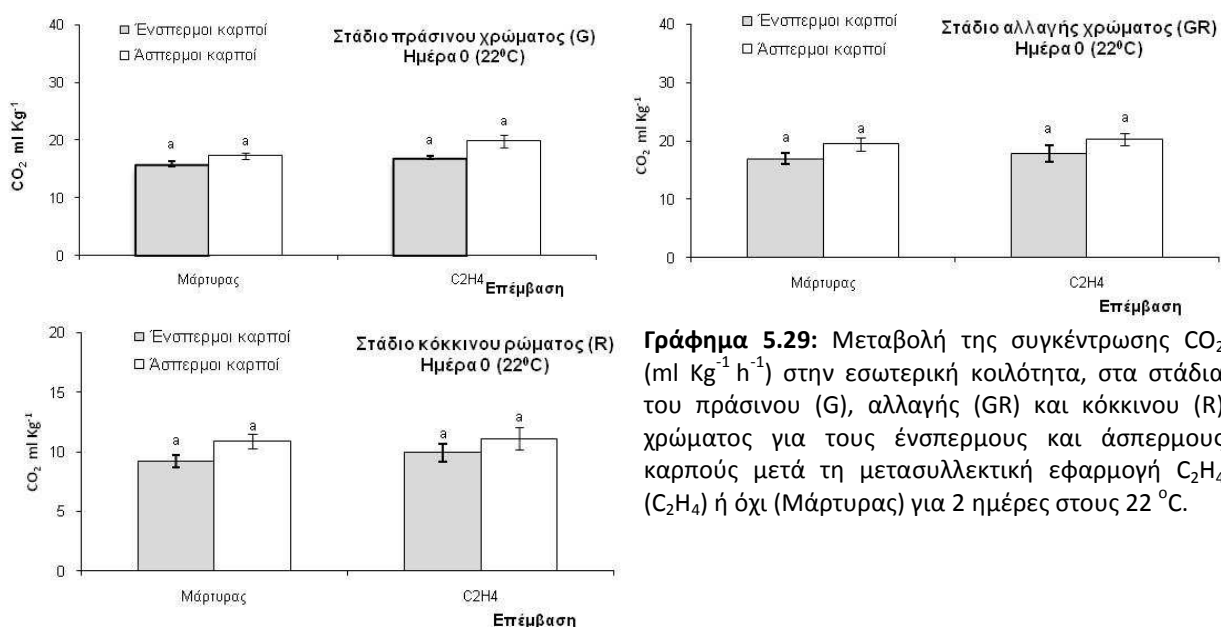 Ένσπερμοι καρποί
Άσπερμοι καρποί
Στάδιο πράσινου χρώματος (G)
Ημέρα 0 (22⁰C)
40
30
20
10
0
CO₂ ml Kg⁻¹
a
a
a
a
Μάρτυρας
C2H4
Επέμβαση
Ένσπερμοι καρποί
Άσπερμοι καρποί
Στάδιο αλλαγής χρώματος (GR)
Ημέρα 0 (22⁰C)
40
30
20
10
0
CO₂ ml Kg⁻¹
a
a
a
a
Μάρτυρας
C2H4
Επέμβαση
Ένσπερμοι καρποί
Άσπερμοι καρποί
Στάδιο κόκκινου ρώματος (R)
Ημέρα 0 (22⁰C)
20
15
10
5
0
CO₂ ml Kg⁻¹
a
a
a
a
Μάρτυρας
C2H4
Επέμβαση
Γράφημα 5.29: Μεταβολή της συγκέντρωσης CO₂
(ml Kg⁻¹ h⁻¹) στην εσωτερική κοιλότητα, στα στάδια
του πράσινου (G), αλλαγής (GR) και κόκκινου (R)
χρώματος για τους ένσπερμους και άσπερμους
καρπούς μετά τη μετασυλλεκτική εφαρμογή C₂H₄
(C₂H₄) ή όχι (Μάρτυρας) για 2 ημέρες στους 22 °C.